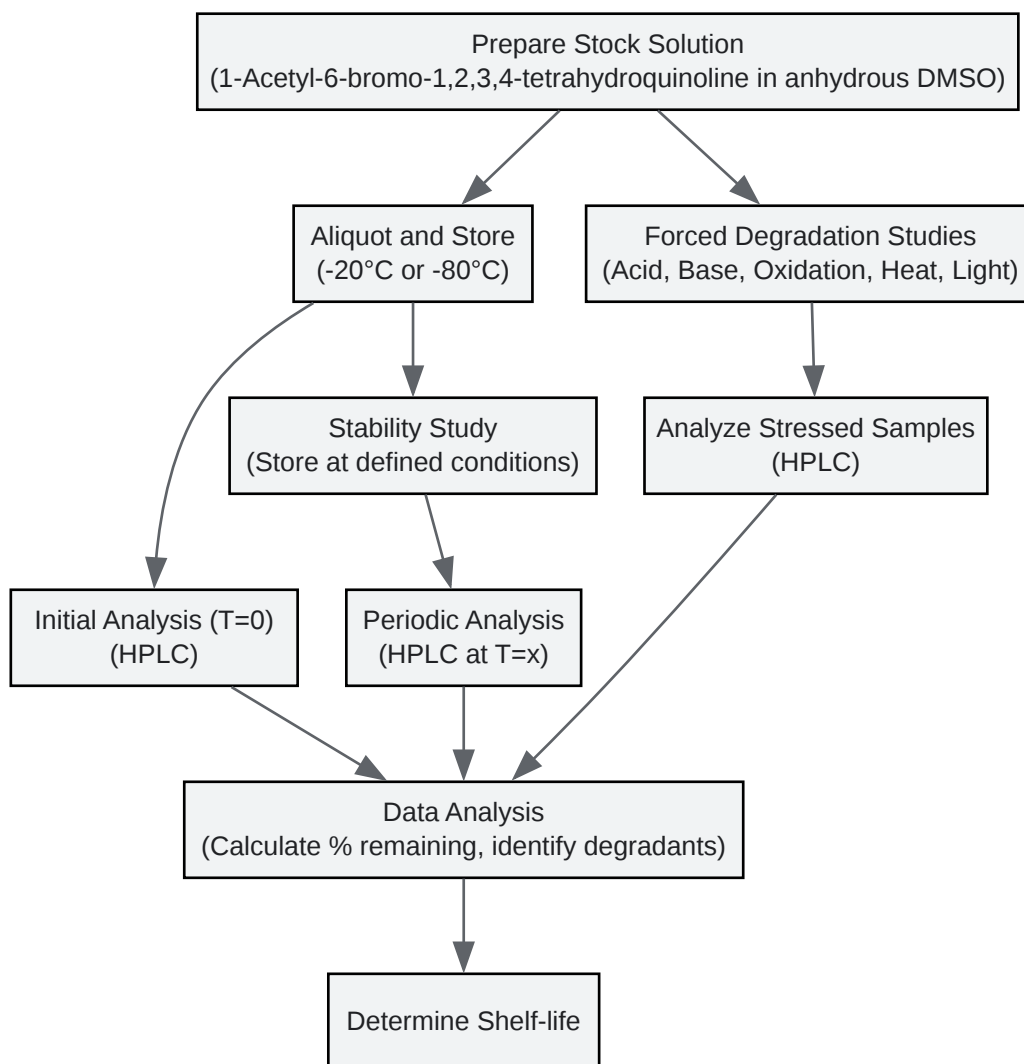 Prepare Stock Solution
(1-Acetyl-6-bromo-1,2,3,4-tetrahydroquinoline in anhydrous DMSO)
Aliquot and Store
(-20°C or -80°C)
Forced Degradation Studies
(Acid, Base, Oxidation, Heat, Light)
Stability Study
(Store at defined conditions)
Analyze Stressed Samples
(HPLC)
Initial Analysis (T=0)
(HPLC)
Periodic Analysis
(HPLC at T=x)
Data Analysis
(Calculate % remaining, identify degradants)
Determine Shelf-life